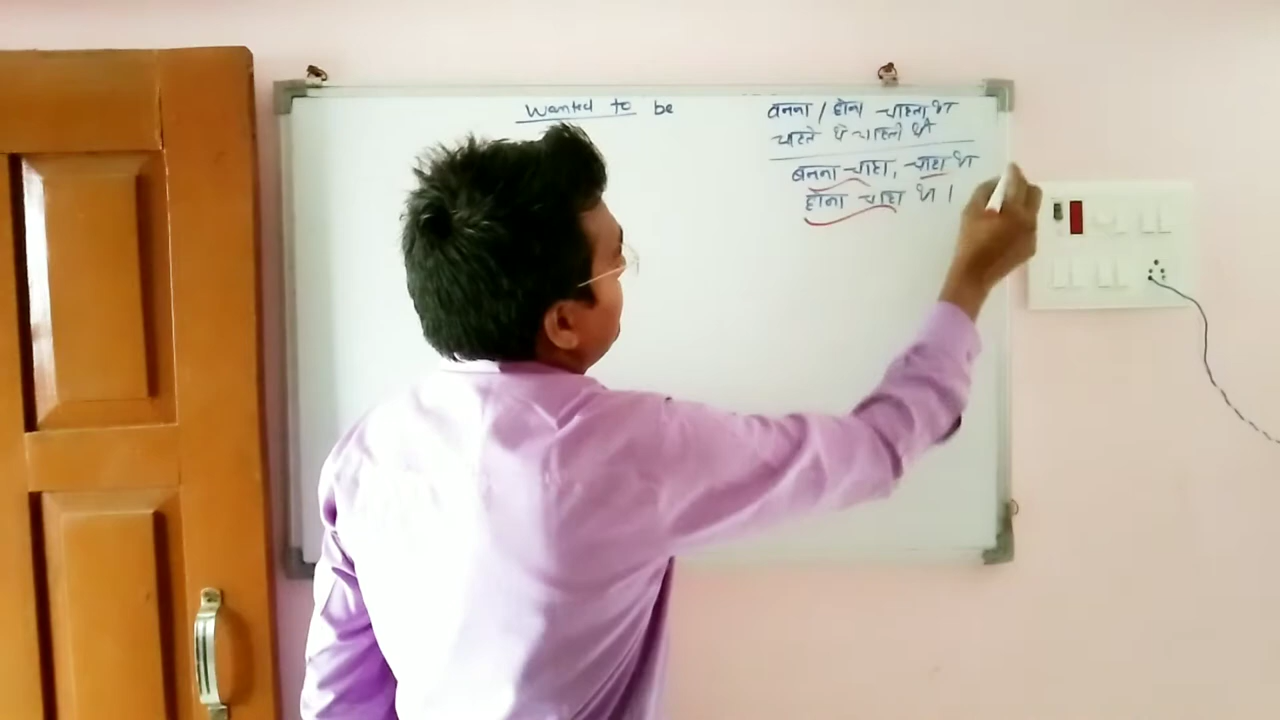 Wanted to be
बनना / होना चाहता था
चाहते थे चाहती थी
बनना चाहा, चाहा था
होना चाहा था।